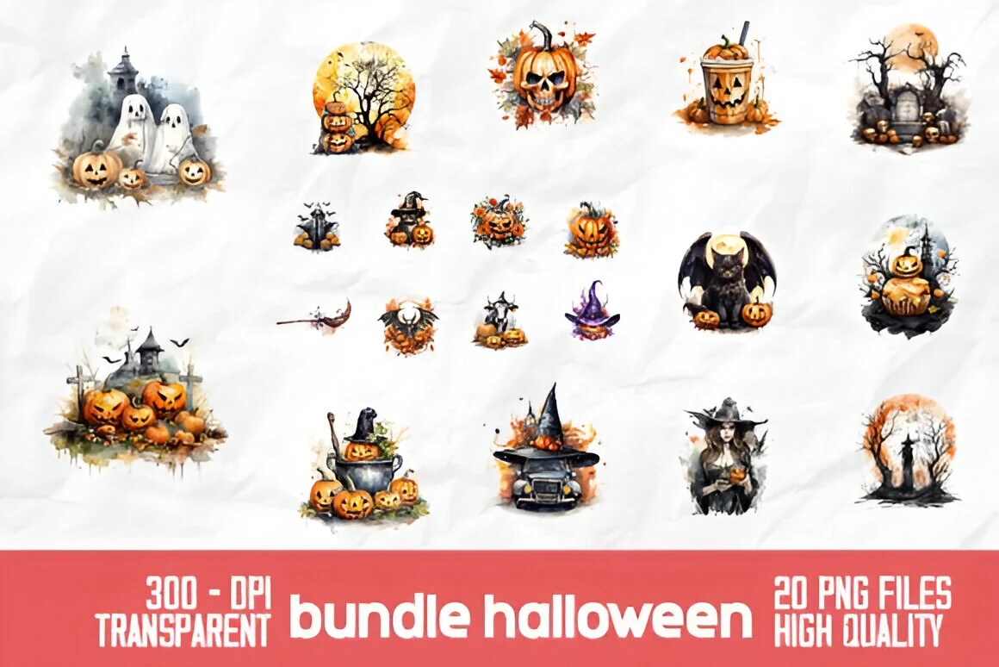 300 - DPI
TRANSPARENT
bundle halloween
20 PNG FILES
HIGH QUALITY